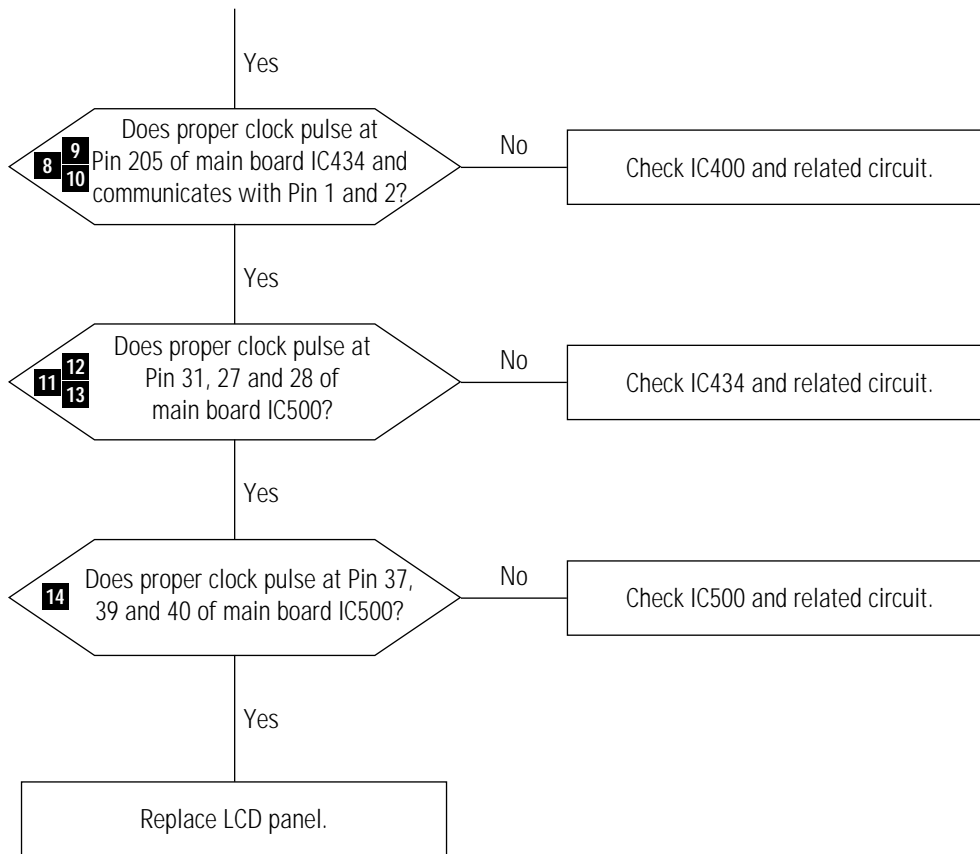 Yes
8
9
10
Does proper clock pulse at
Pin 205 of main board IC434 and
communicates with Pin 1 and 2?
No
Check IC400 and related circuit.
Yes
11
12
13
Does proper clock pulse at
Pin 31, 27 and 28 of
main board IC500?
No
Check IC434 and related circuit.
Yes
14
Does proper clock pulse at Pin 37,
39 and 40 of main board IC500?
No
Check IC500 and related circuit.
Yes
Replace LCD panel.